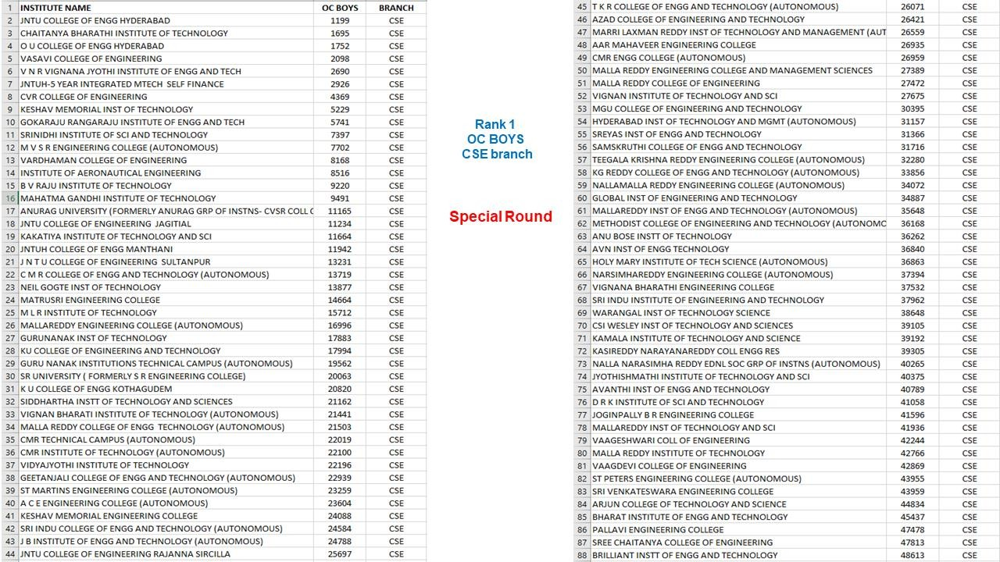 1 INSTITUTE NAME OC BOYS BRANCH
2 JNTU COLLEGE OF ENGG HYDERABAD 1199 CSE
3 CHAITANYA BHARATHI INSTITUTE OF TECHNOLOGY 1695 CSE
4 O U COLLEGE OF ENGG HYDERABAD 1752 CSE
5 VASAVI COLLEGE OF ENGINEERING 2098 CSE
6 V N R VIGNANA JYOTHI INSTITUTE OF ENGG AND TECH 2690 CSE
7 JNTUH-5 YEAR INTEGRATED MTECH SELF FINANCE 2926 CSE
8 CVR COLLEGE OF ENGINEERING 4369 CSE
9 KESHAV MEMORIAL INST OF TECHNOLOGY 5229 CSE
10 GOKARAJU RANGARAJU INSTITUTE OF ENGG AND TECH 5741 CSE
11 SRINIDHI INSTITUTE OF SCI AND TECHNOLOGY 7397 CSE
12 M V S R ENGINEERING COLLEGE (AUTONOMOUS) 7702 CSE
13 VARDHAMAN COLLEGE OF ENGINEERING 8168 CSE
14 INSTITUTE OF AERONAUTICAL ENGINEERING 8516 CSE
15 B V RAJU INSTITUTE OF TECHNOLOGY 9220 CSE
16 MAHATMA GANDHI INSTITUTE OF TECHNOLOGY 9491 CSE
17 ANURAG UNIVERSITY (FORMERLY ANURAG GRP OF INSTNS- CVSR COLL C 11165 CSE
18 JNTU COLLEGE OF ENGINEERING JAGITIAL 11234 CSE
19 KAKATIYA INSTITUTE OF TECHNOLOGY AND SCI 11664 CSE
20 JNTUH COLLEGE OF ENGG MANTHANI 11942 CSE
21 J N T U COLLEGE OF ENGINEERING SULTANPUR 13231 CSE
22 C M R COLLEGE OF ENGG AND TECHNOLOGY (AUTONOMOUS) 13719 CSE
23 NEIL GOGTE INST OF TECHNOLOGY 13877 CSE
24 MATRUSRI ENGINEERING COLLEGE 14664 CSE
25 M L R INSTITUTE OF TECHNOLOGY 15712 CSE
26 MALLAREDDY ENGINEERING COLLEGE (AUTONOMOUS) 16996 CSE
27 GURUNANAK INST OF TECHNOLOGY 17883 CSE
28 KU COLLEGE OF ENGINEERING AND TECHNOLOGY 17994 CSE
29 GURU NANAK INSTITUTIONS TECHNICAL CAMPUS (AUTONOMOUS) 19562 CSE
30 SR UNIVERSITY ( FORMERLY S R ENGINEERING COLLEGE) 20063 CSE
31 K U COLLEGE OF ENGG KOTHAGUDEM 20820 CSE
32 SIDDHARTHA INSTT OF TECHNOLOGY AND SCIENCES 21162 CSE
33 VIGNAN BHARATI INSTITUTE OF TECHNOLOGY (AUTONOMOUS) 21441 CSE
34 MALLA REDDY COLLEGE OF ENGG TECHNOLOGY (AUTONOMOUS) 21503 CSE
35 CMR TECHNICAL CAMPUS (AUTONOMOUS) 22019 CSE
36 CMR INSTITUTE OF TECHNOLOGY (AUTONOMOUS) 22100 CSE
37 VIDYAJYOTHI INSTITUTE OF TECHNOLOGY 22196 CSE
38 GEETANJALI COLLEGE OF ENGG AND TECHNOLOGY (AUTONOMOUS) 22939 CSE
39 ST MARTINS ENGINEERING COLLEGE (AUTONOMOUS) 23259 CSE
40 A C E ENGINEERING COLLEGE (AUTONOMOUS) 23604 CSE
41 KESHAV MEMORIAL ENGINEERING COLLEGE 24088 CSE
42 SRI INDU COLLEGE OF ENGG AND TECHNOLOGY (AUTONOMOUS) 24584 CSE
43 J B INSTITUTE OF ENGG AND TECHNOLOGY (AUTONOMOUS) 24788 CSE
44 JNTU COLLEGE OF ENGINEERING RAJANNA SIRCILLA 25697 CSE
Rank 1
OC BOYS
CSE branch
Special Round
45 T K R COLLEGE OF ENGG AND TECHNOLOGY (AUTONOMOUS) 26071 CSE
46 AZAD COLLEGE OF ENGINEERING AND TECHNOLOGY 26421 CSE
47 MARRI LAXMAN REDDY INST OF TECHNOLOGY AND MANAGEMENT (AUT 26559 CSE
48 AAR MAHAVEER ENGINEERING COLLEGE 26935 CSE
49 CMR ENGG COLLEGE (AUTONOMOUS) 26959 CSE
50 MALLA REDDY ENGINEERING COLLEGE AND MANAGEMENT SCIENCES 27389 CSE
51 MALLA REDDY COLLEGE OF ENGINEERING 27472 CSE
52 VIGNAN INSTITUTE OF TECHNOLOGY AND SCI 27675 CSE
53 MGU COLLEGE OF ENGINEERING AND TECHNOLOGY 30395 CSE
54 HYDERABAD INST OF TECHNOLOGY AND MGMT (AUTONOMOUS) 31157 CSE
55 SREYAS INST OF ENGG AND TECHNOLOGY 31366 CSE
56 SAMSKRUTHI COLLEGE OF ENGG AND TECHNOLOGY 31716 CSE
57 TEEGALA KRISHNA REDDY ENGINEERING COLLEGE (AUTONOMOUS) 32280 CSE
58 KG REDDY COLLEGE OF ENGG AND TECHNOLOGY (AUTONOMOUS) 33856 CSE
59 NALLAMALLA REDDY ENGINEERING COLLEGE (AUTONOMOUS) 34072 CSE
60 GLOBAL INST OF ENGINEERING AND TECHNOLOGY 34887 CSE
61 MALLAREDDY INST OF ENGG AND TECHNOLOGY (AUTONOMOUS) 35648 CSE
62 METHODIST COLLEGE OF ENGINEERING AND TECHNOLOGY (AUTONOMC 36168 CSE
63 ANU BOSE INSTT OF TECHNOLOGY 36262 CSE
64 AVN INST OF ENGG TECHNOLOGY 36840 CSE
65 HOLY MARY INSTITUTE OF TECH SCIENCE (AUTONOMOUS) 36863 CSE
66 NARSIMHAREDDY ENGINEERING COLLEGE (AUTONOMOUS) 37394 CSE
67 VIGNANA BHARATHI ENGINEERING COLLEGE 37532 CSE
68 SRI INDU INSTITUTE OF ENGINEERING AND TECHNOLOGY 37962 CSE
69 WARANGAL INST OF TECHNOLOGY SCIENCE 38648 CSE
70 CSI WESLEY INST OF TECHNOLOGY AND SCIENCES 39105 CSE
71 KAMALA INSTITUTE OF TECHNOLOGY AND SCIENCE 39192 CSE
72 KASIREDDY NARAYANAREDDY COLL ENGG RES 39305 CSE
73 NALLA NARASIMHA REDDY EDNL SOC GRP OF INSTNS (AUTONOMOUS) 40265 CSE
74 JYOTHISHMATHI INSTITUTE OF TECHNOLOGY AND SCI 40375 CSE
75 AVANTHI INST OF ENGG AND TECHNOLOGY 40789 CSE
76 D R K INSTITUTE OF SCI AND TECHNOLOGY 41058 CSE
77 JOGINPALLY B R ENGINEERING COLLEGE 41596 CSE
78 MALLAREDDY INST OF TECHNOLOGY AND SCI 41936 CSE
79 VAAGESHWARI COLL OF ENGINEERING 42244 CSE
80 MALLA REDDY INSTITUTE OF TECHNOLOGY 42766 CSE
81 VAAGDEVI COLLEGE OF ENGINEERING 42869 CSE
82 ST PETERS ENGINEERING COLLEGE (AUTONOMOUS) 43955 CSE
83 SRI VENKATESWARA ENGINEERING COLLEGE 43959 CSE
84 ARJUN COLLEGE OF TECHNOLOGY AND SCIENCE 44834 CSE
85 BHARAT INSTITUTE OF ENGG AND TECHNOLOGY 45437 CSE
86 PALLAVI ENGINEERING COLLEGE 47478 CSE
87 SREE CHAITANYA COLLEGE OF ENGINEERING 47813 CSE
88 BRILLIANT INSTT OF ENGG AND TECHNOLOGY 48613 CSE